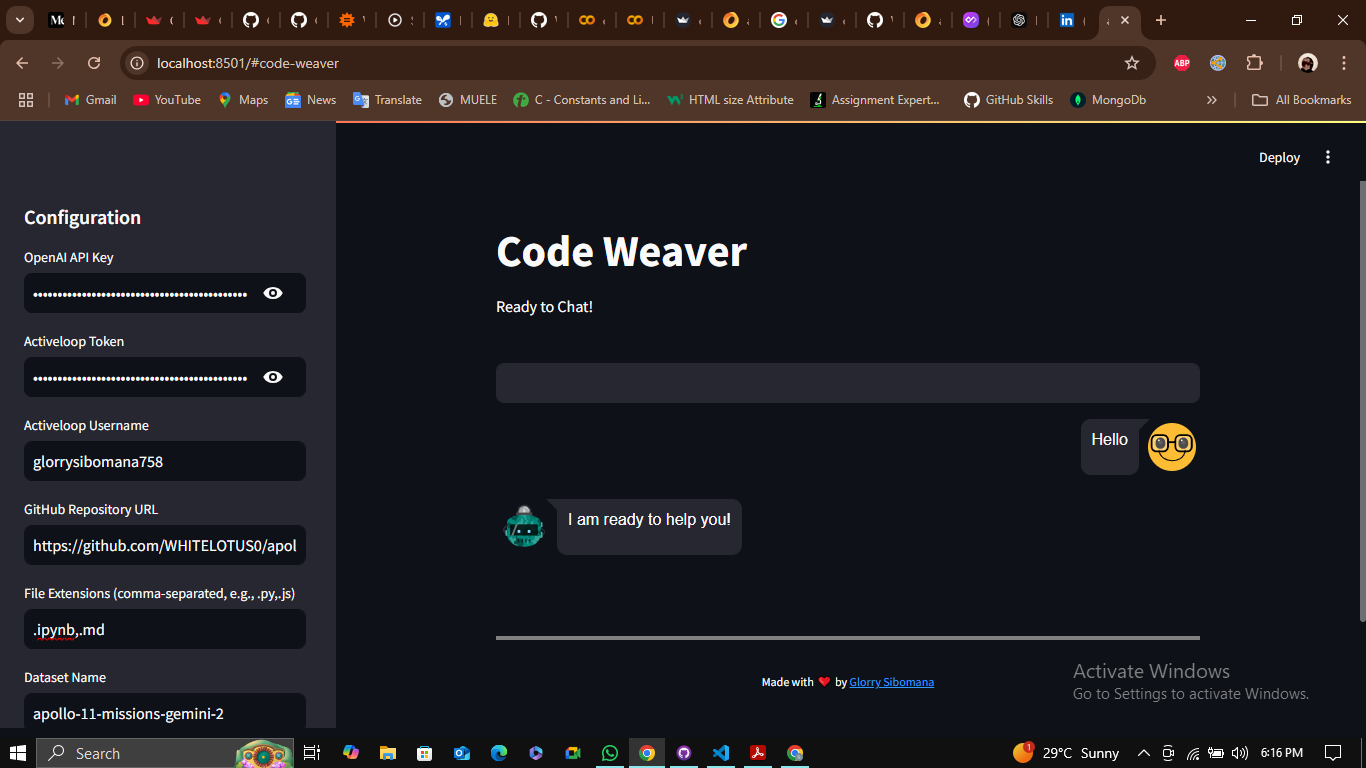 localhost:8501/#code-weaver
ABP
Gmail
YouTube
Maps
News
Translate
MUELE
C - Constants and Li...
HTML size Attribute
Assignment Expert...
GitHub Skills
MongoDb
All Bookmarks
Deploy
Configuration
OpenAI API Key
Activeloop Token
Activeloop Username
glorrysibomana758
GitHub Repository URL
https://github.com/WHITELOTUS0/apol
File Extensions (comma-separated, e.g., .py,.js)
.ipynb,.md
Dataset Name
apollo-11-missions-gemini-2
Code Weaver
Ready to Chat!
Hello
I am ready to help you!
Made with ❤️ by Glorry Sibomana
Activate Windows
Go to Settings to activate Windows.
Search
1
29°C Sunny
6:16 PM